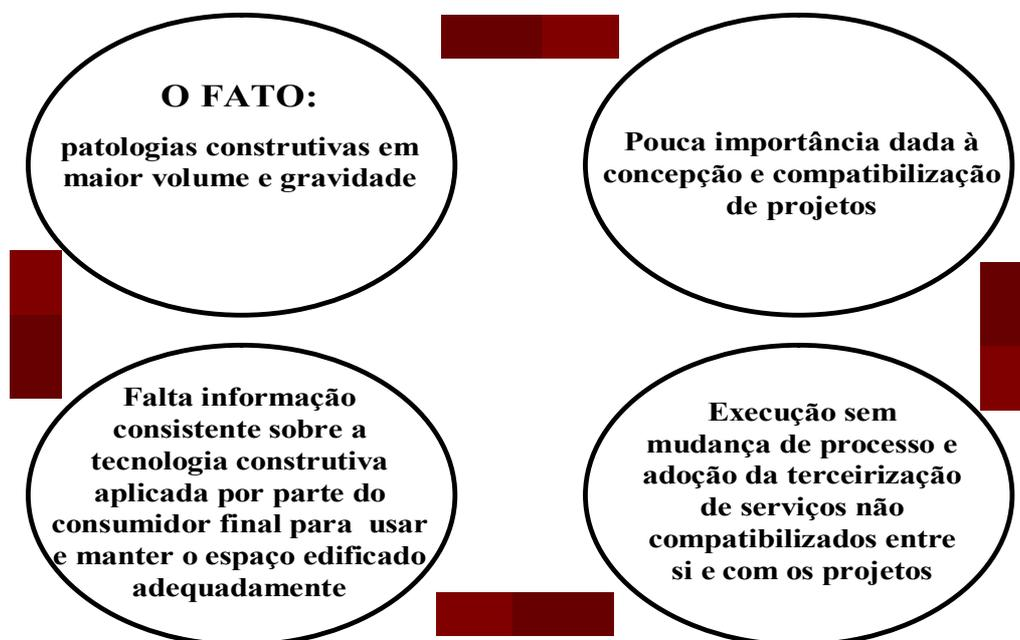 O FATO:
patologias construtivas em
maior volume e gravidade
Pouca importância dada à
concepção e compatibilização
de projetos
Falta informação
consistente sobre a
tecnologia construtiva
aplicada por parte do
consumidor final para  usar
e manter o espaço edificado
adequadamente
Execução sem
mudança de processo e
adoção da terceirização
de serviços não
compatibilizados entre
si e com os projetos